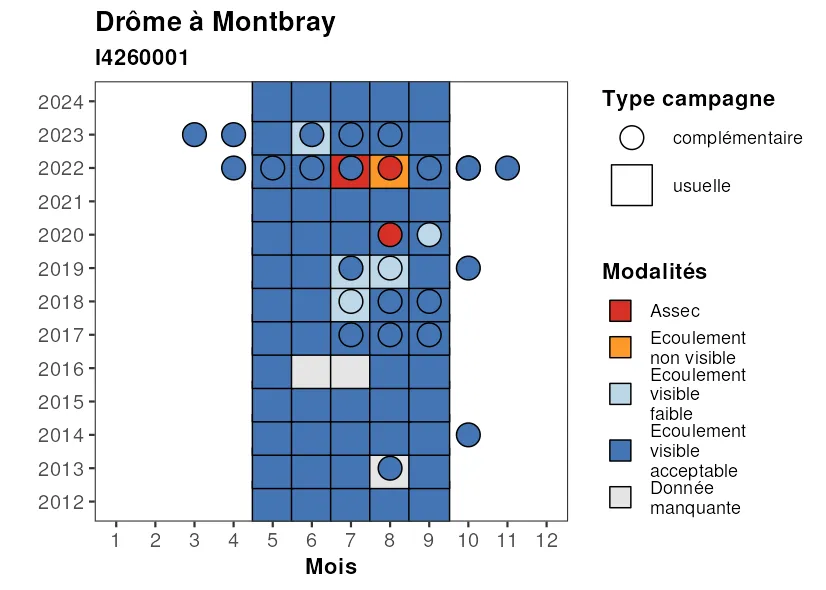 Drôme à Montbray
I4260001
2024
2023
2022
2021
2020
2019
2018
2017
2016
2015
2014
2013
2012
1 2 3 4 5 6 7 8 9 10 11 12
Mois
Type campagne
complémentaire
usuelle
Modalités
Assec
Ecoulement
non visible
Ecoulement
visible
faible
Ecoulement
visible
acceptable
Donnée
manquante